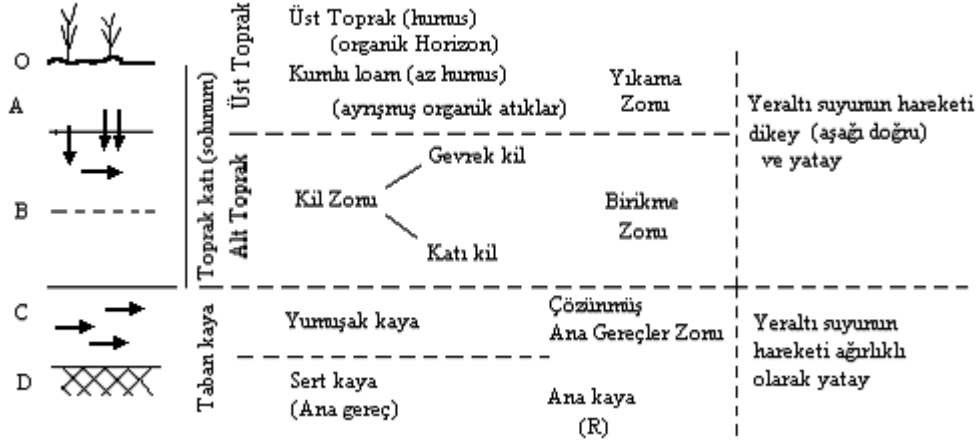 O
A
B
C
D
Toprak katı (solumum)
Üst Toprak
Alt Toprak
Taban kaya
Üst Toprak (humus)
(organik Horizon)
Kumlu loam (az humus)
(ayrışmış organik atıklar)
Yıkama
Zonu
Kil Zonu
Gevrek kil
Katı kil
Birikme
Zonu
Yeraltı suyunun hareketi
dikey (aşağı doğru)
ve yatay
Yumuşak kaya
Çözünmüş
Ana Gereçler Zonu
Sert kaya
(Ana gereç)
Ana kaya
(R)
Yeraltı suyunun
hareketi ağırlıklı
olarak yatay